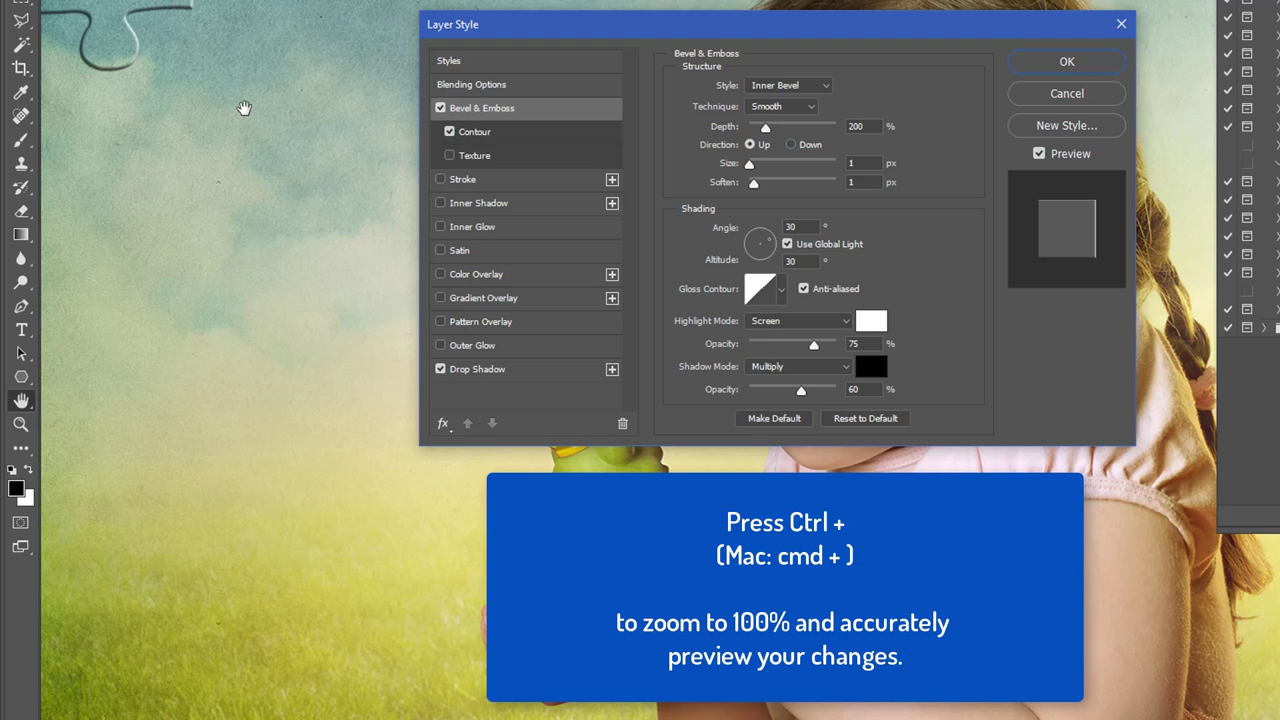 Layer Style
Styles
Blending Options
Bevel & Emboss
Contour
Texture
Stroke
Inner Shadow
Inner Glow
Satin
Color Overlay
Gradient Overlay
Pattern Overlay
Outer Glow
Drop Shadow
fx
Bevel & Emboss
Structure
Style: Inner Bevel
Technique: Smooth
Depth: 200 %
Direction: Up Down
Size: 1 px
Soften: 1 px
Shading
Angle: 30 °
Use Global Light
Altitude: 30 °
Gloss Contour: Anti-aliased
Highlight Mode: Screen
Opacity: 75 %
Shadow Mode: Multiply
Opacity: 60 %
Make Default Reset to Default
OK
Cancel
New Style...
Preview
Press Ctrl +
(Mac: cmd + )
to zoom to 100% and accurately
preview your changes.